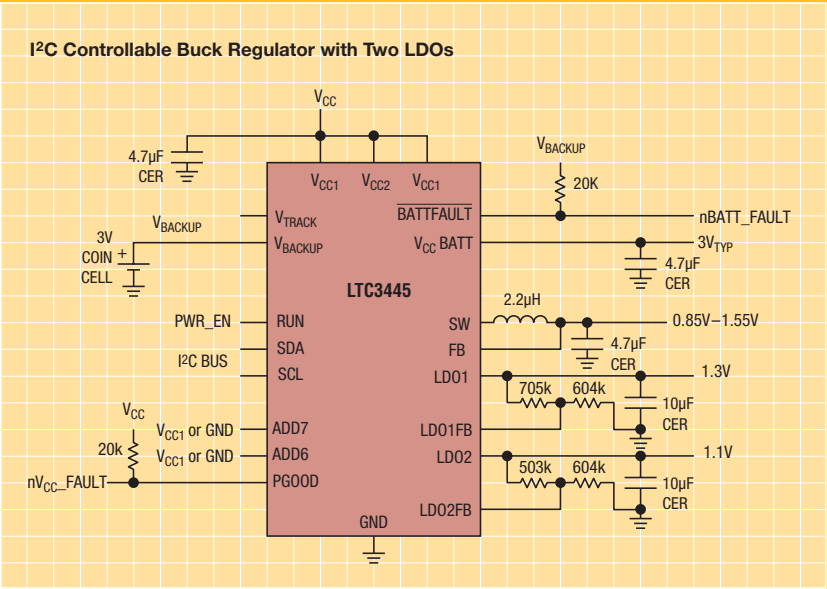 I²C Controllable Buck Regulator with Two LDOs
VCC
4.7µF
CER
VCC1 VCC2 VCC1
VBACKUP
20K
VTRACK
BATTFAULT
nBATT_FAULT
VBACKUP
VBACKUP
VCC BATT
3VTYP
3V
COIN +
CELL
4.7µF
CER
LTC3445
2.2µH
PWR_EN
RUN
SW
0.85V–1.55V
SDA
FB
4.7µF
CER
I²C BUS
SCL
LDO1
1.3V
705k 604k
10µF
CER
VCC
VCC1 or GND
ADD7
LDO1FB
20k
VCC1 or GND
ADD6
LDO2
1.1V
503k 604k
nVCC_FAULT
PGOOD
10µF
CER
LDO2FB
GND